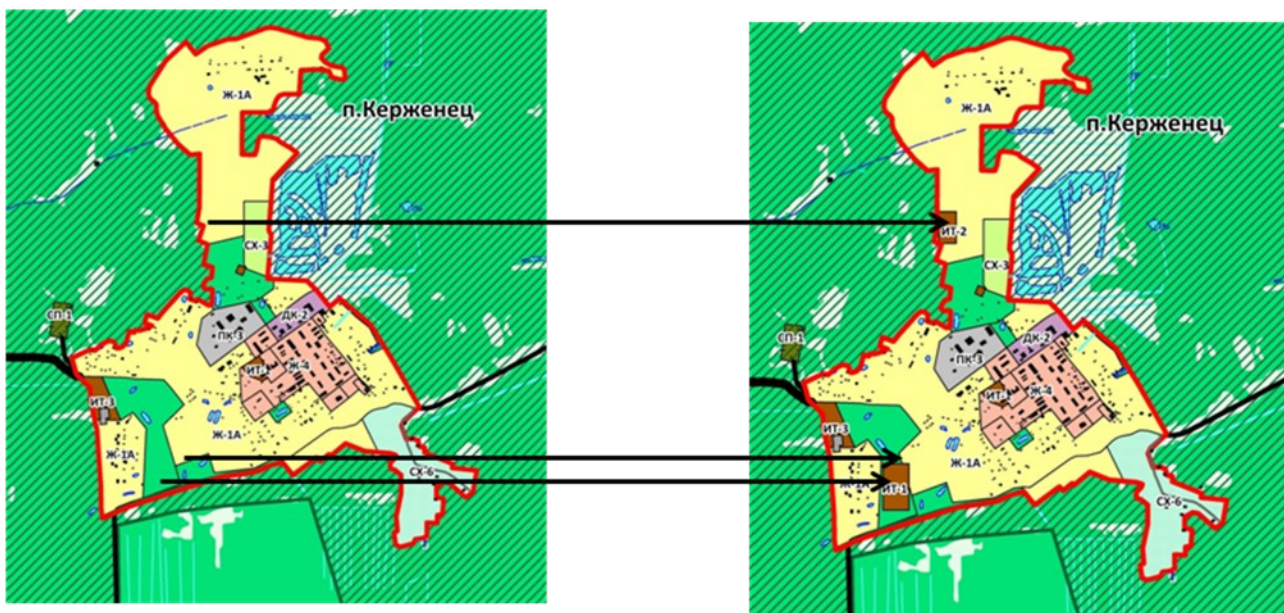 Ж-1А
п.Керженец
СХ-3
СП-1
ПК-3
ДК-2
ИТ-1
Ж-4
ИТ-3
Ж-1А
Ж-1А
СХ-6
Ж-1А
п.Керженец
ИТ-2
СХ-3
СП-1
ПК-3
ДК-2
ИТ-1
Ж-4
ИТ-3
Ж-1А
Ж-1А
ИТ-1
СХ-6